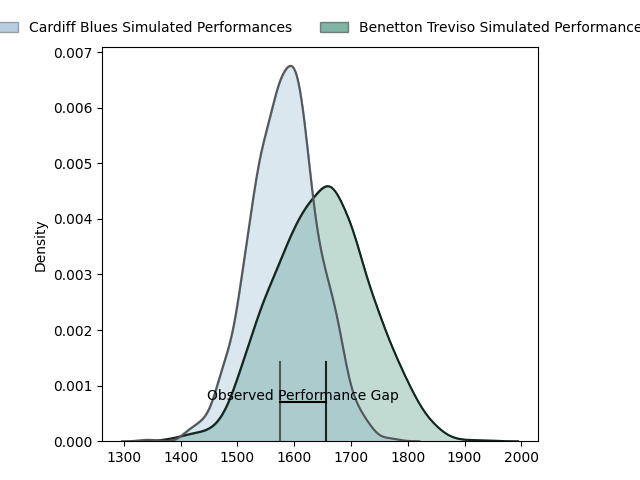 Cardiff Blues Simulated Performances
Benetton Treviso Simulated Performance
0.007
0.006
0.005
0.004
0.003
0.002
0.001
0.000
Density
Observed Performance Gap
1300 1400 1500 1600 1700 1800 1900 2000